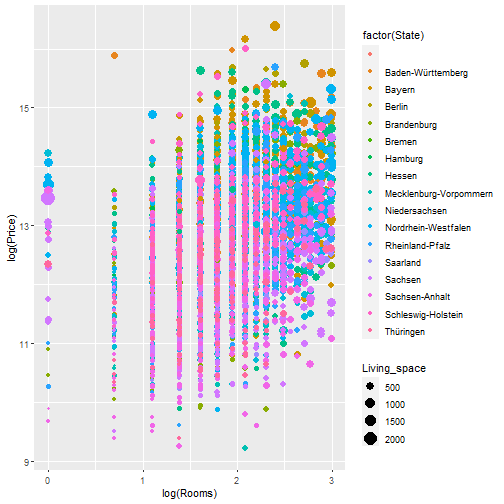 factor(State)
Baden-Württemberg
Bayern
Berlin
Brandenburg
Bremen
Hamburg
Hessen
Mecklenburg-Vorpommern
Niedersachsen
Nordrhein-Westfalen
Rheinland-Pfalz
Saarland
Sachsen
Sachsen-Anhalt
Schleswig-Holstein
Thüringen
Living_space
500
1000
1500
2000
log(Price)
15
13
11
9
0
1
2
3
log(Rooms)